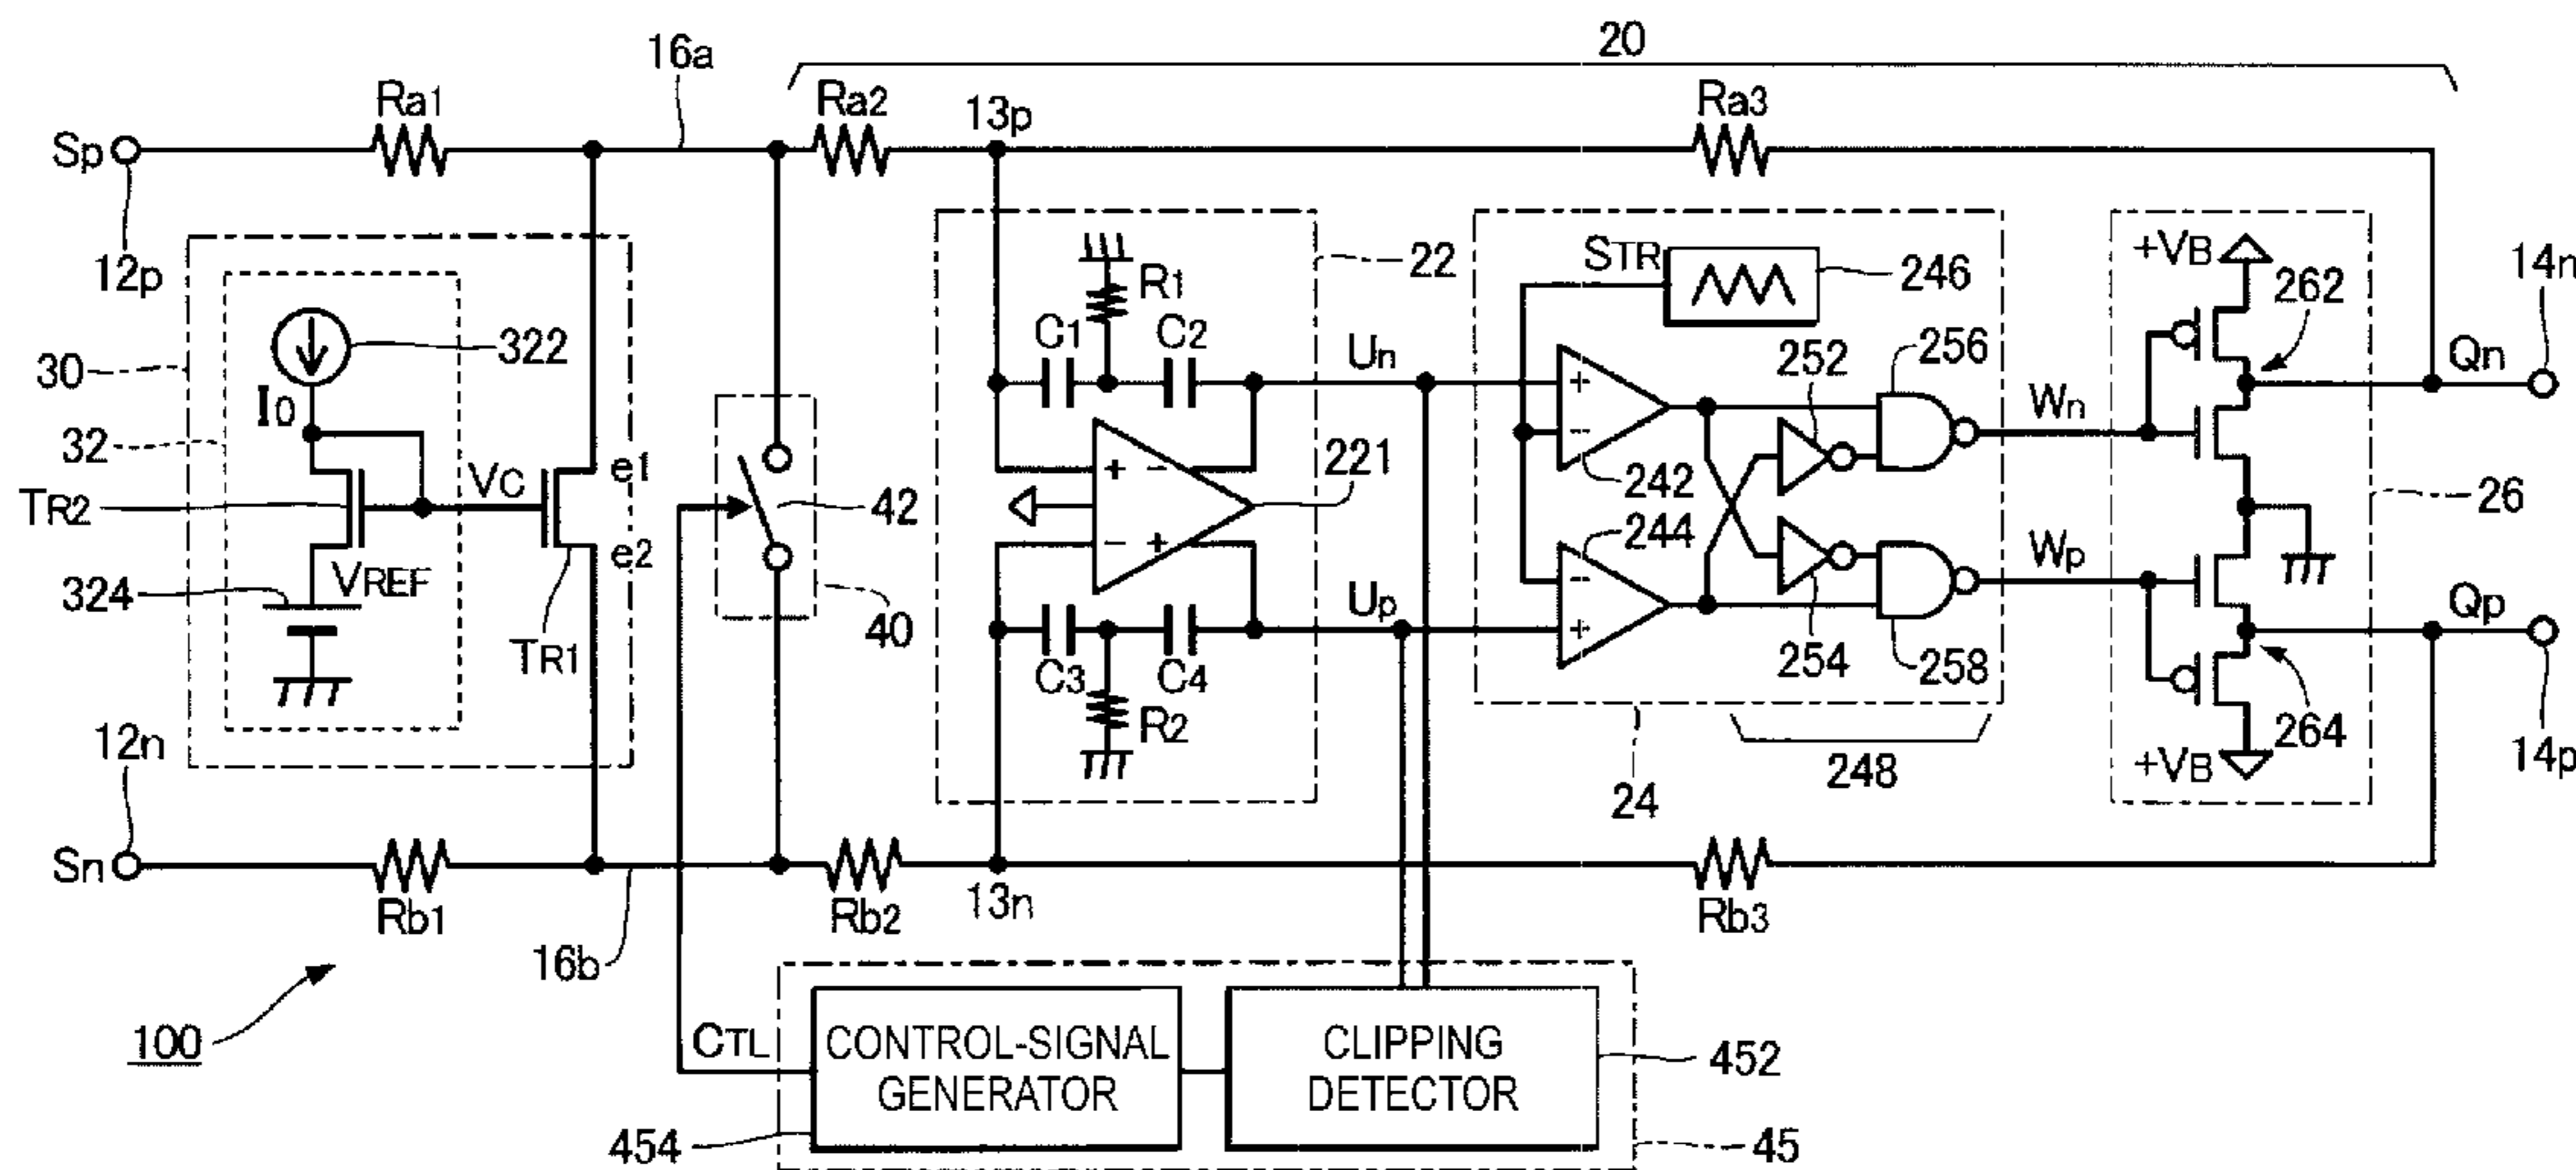 20
16a
Ra1
Ra2
13p
Ra3
Sp
12p
22
STR
246
+VB
262
14n
R1
C1
C2
Un
252
256
Wn
Qn
30
322
I0
32
VC
e1
TR2
e2
VREF
324
TR1
42
40
+
-
221
-
+
+
-
242
244
-
+
26
Up
Wp
Qp
C3
C4
R2
254
258
264
+VB
14p
12n
24
248
Sn
Rb1
16b
Rb2
13n
Rb3
100
CTL
CONTROL-SIGNAL
GENERATOR
CLIPPING
DETECTOR
452
454
45